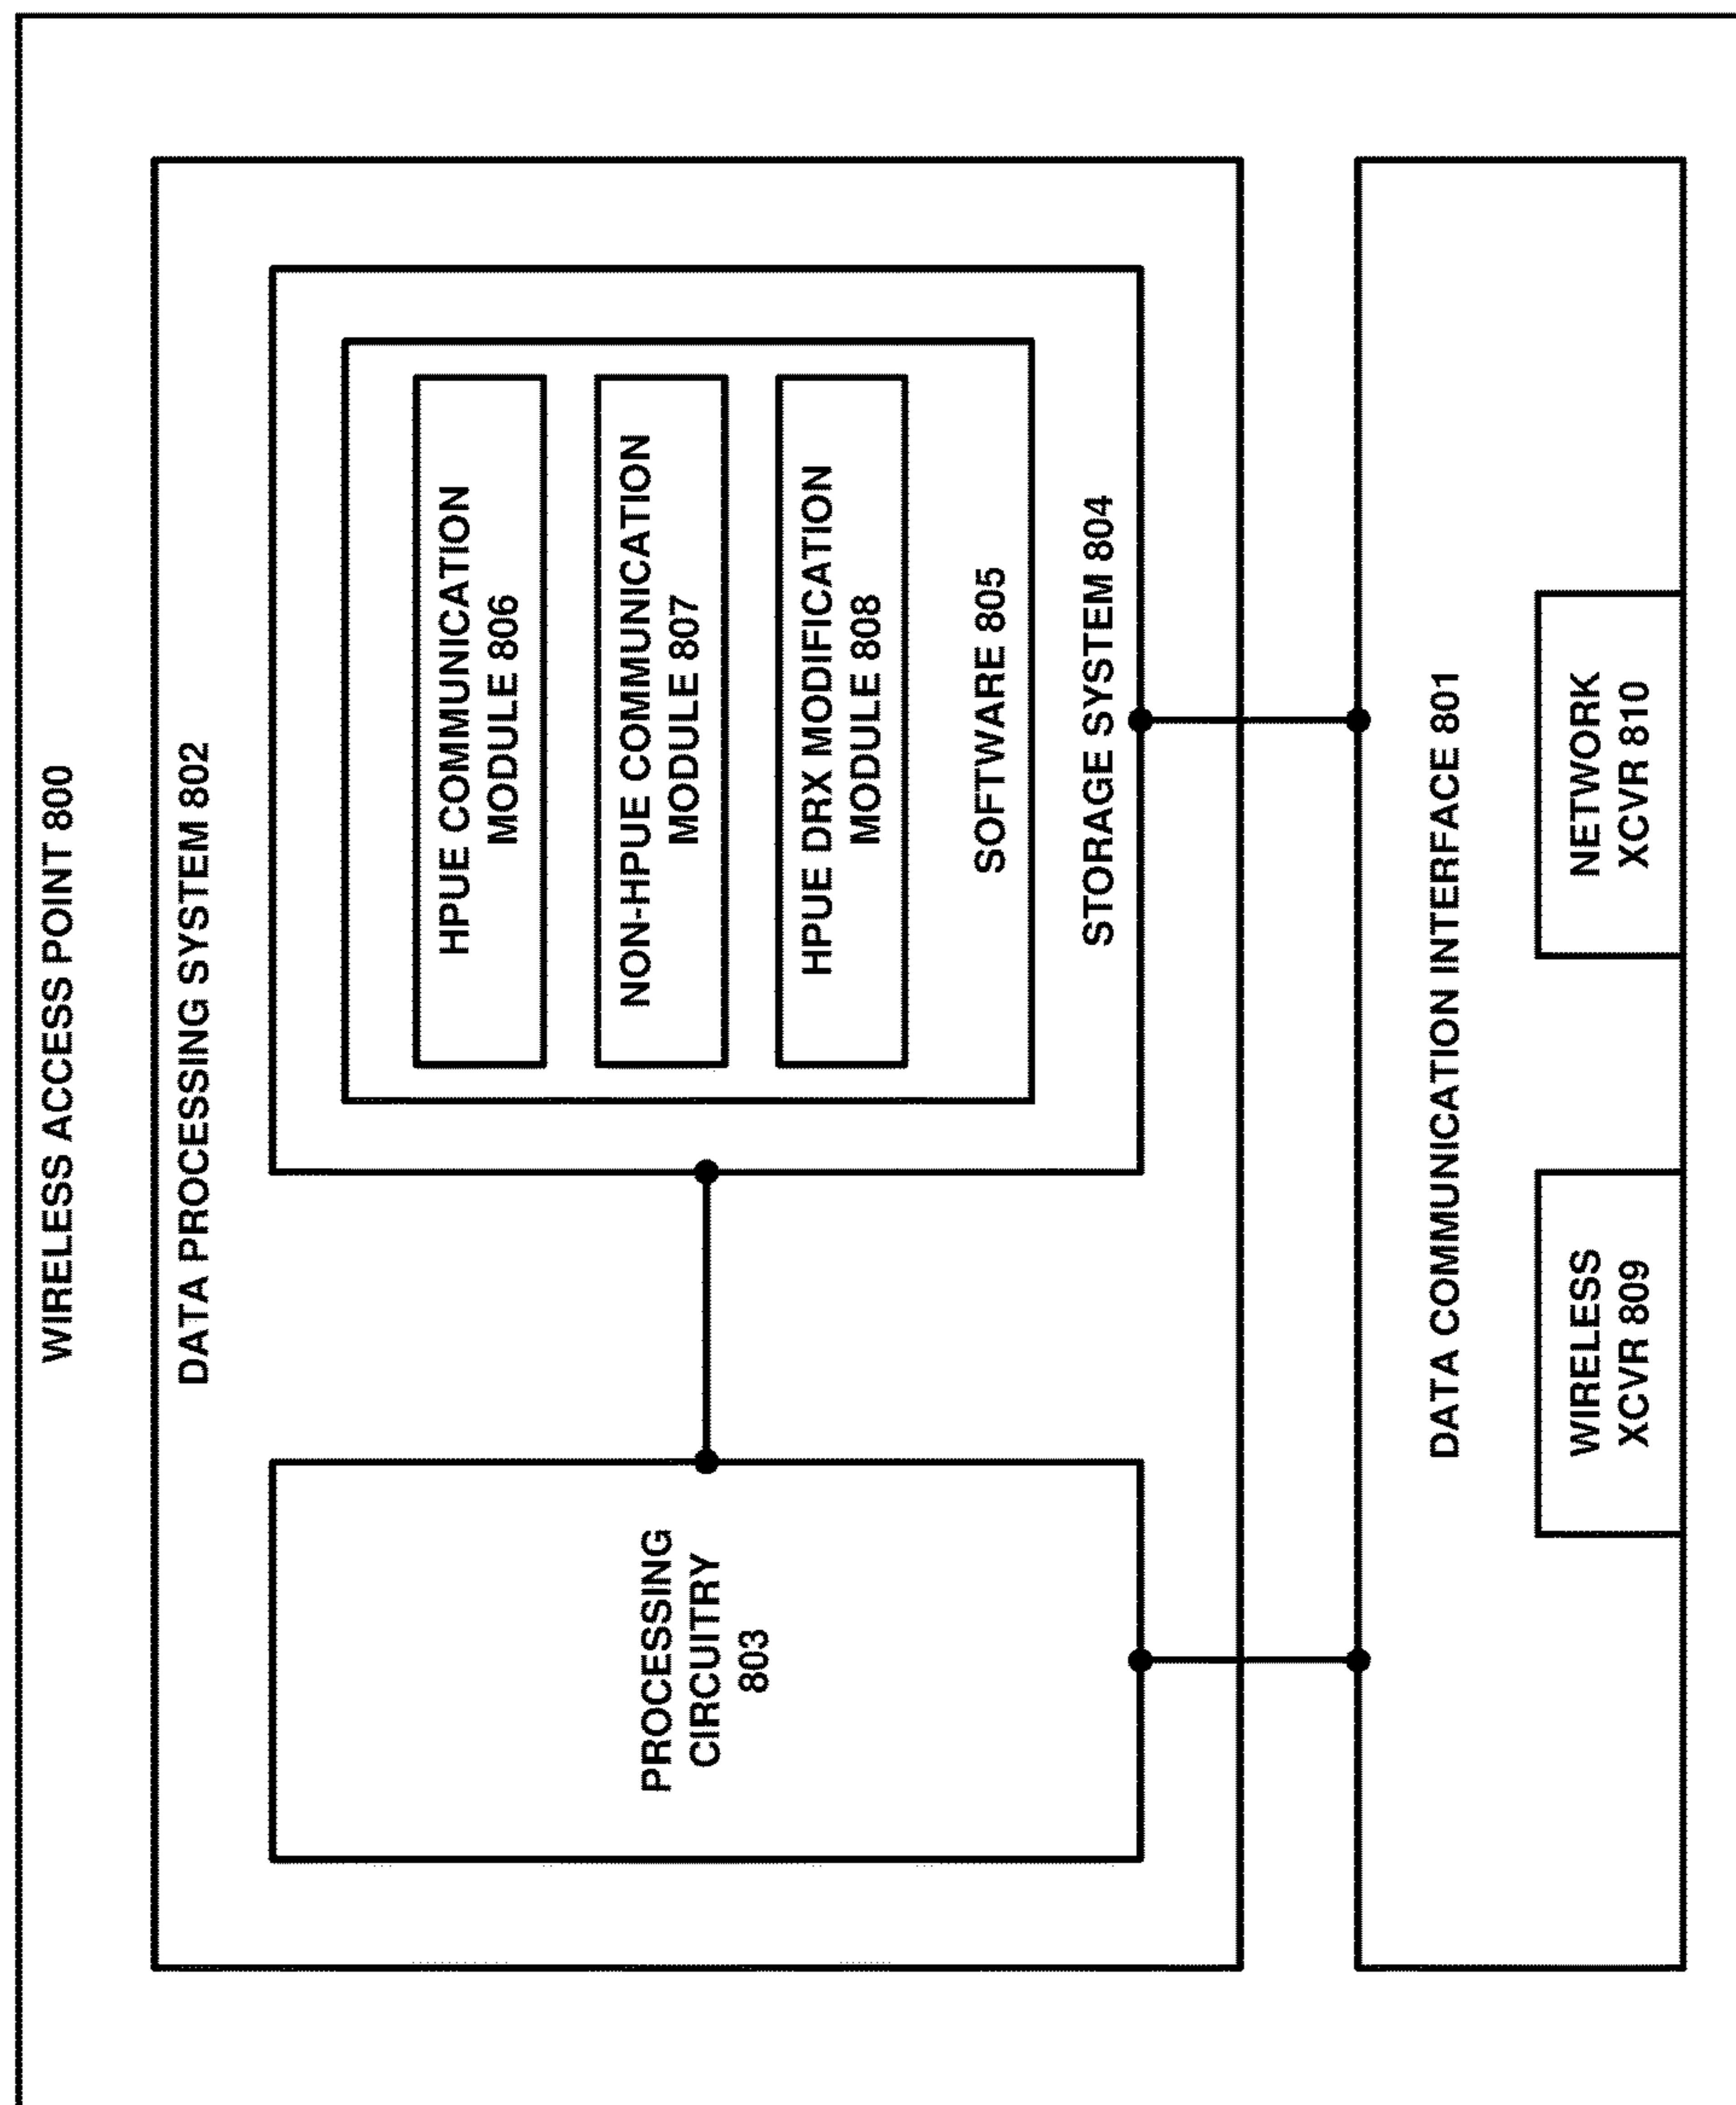 WIRELESS ACCESS POINT 800
DATA PROCESSING SYSTEM 802
PROCESSING
CIRCUITRY
803
HPUE COMMUNICATION
MODULE 806
NON-HPUE COMMUNICATION
MODULE 807
HPUE DRX MODIFICATION
MODULE 808
SOFTWARE 805
STORAGE SYSTEM 804
DATA COMMUNICATION INTERFACE 801
WIRELESS
XCVR 809
NETWORK
XCVR 810